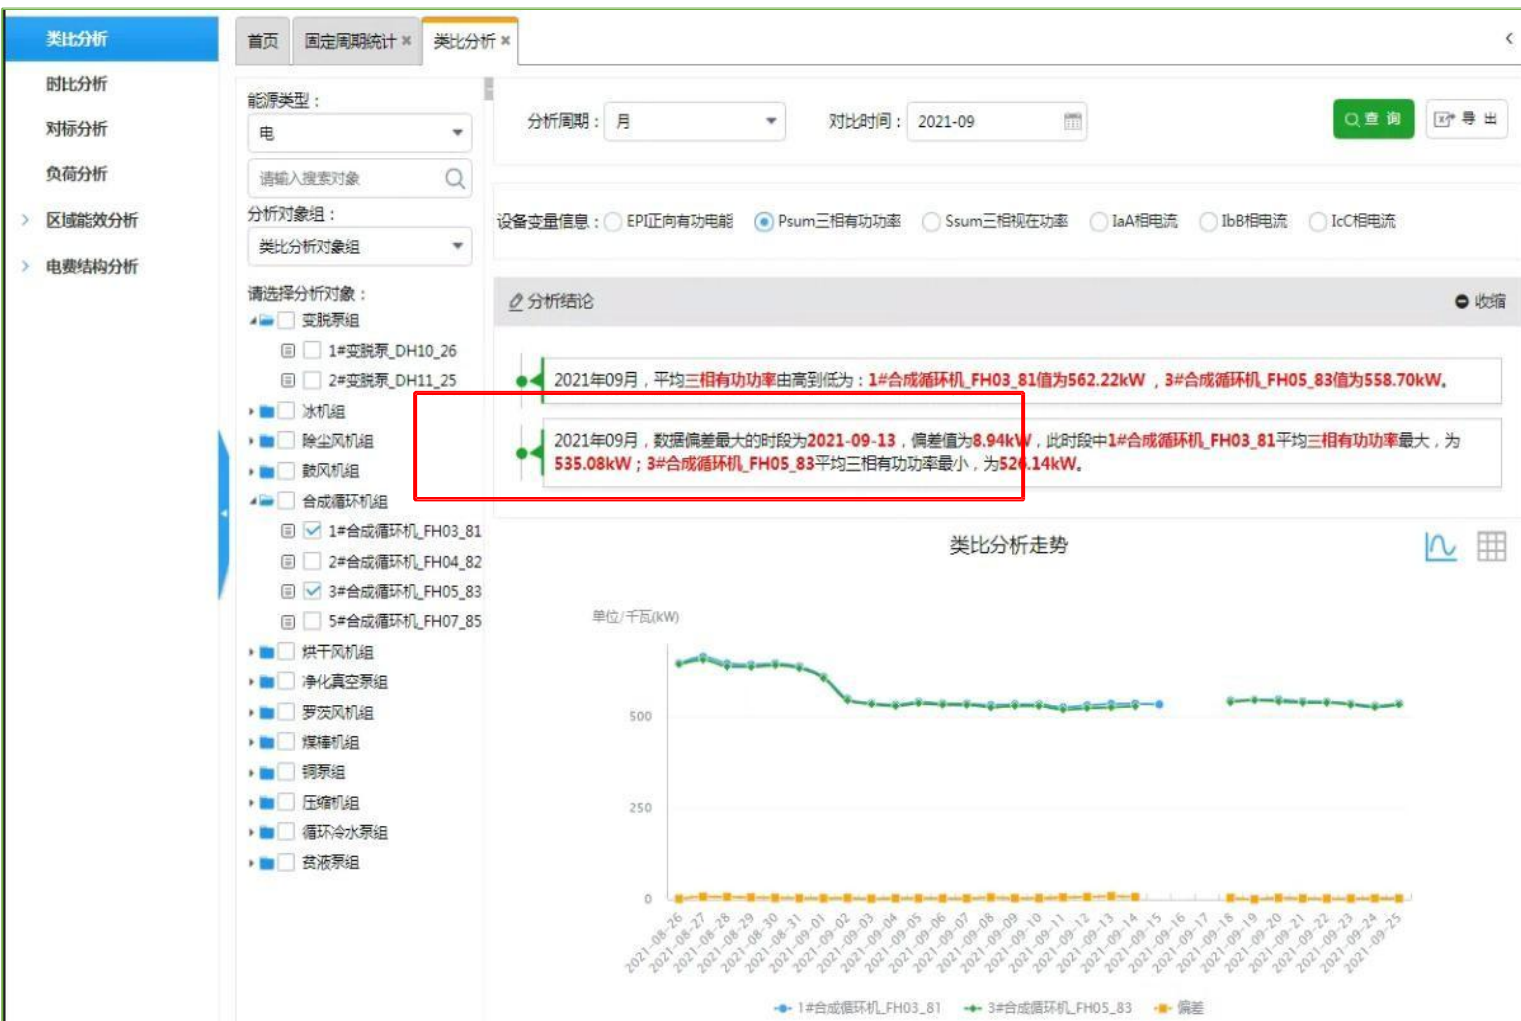 类比分析
时比分析
对标分析
负荷分析
区域能效分析
电费结构分析
首页
固定周期统计
类比分析
能源类型：
电
请输入搜索对象
分析对象组：
类比分析对象组
请选择分析对象：
变脱泵组
1#变脱泵_DH10_26
2#变脱泵_DH11_25
冰机组
除尘风机组
鼓风机组
合成循环机组
1#合成循环机_FH03_81
2#合成循环机_FH04_82
3#合成循环机_FH05_83
5#合成循环机_FH07_85
烘干风机组
净化真空泵组
罗茨风机组
煤棒机组
铜泵组
压缩机组
循环冷水泵组
贫液泵组
分析周期：月
对比时间：2021-09
查 询
导 出
设备变量信息： EPI正向有功电能 Psum三相有功功率 Ssum三相视在功率 IaA相电流 IbB相电流 IcC相电流
分析结论
收缩
2021年09月，平均三相有功功率由高到低为：1#合成循环机_FH03_81值为562.22kW ，3#合成循环机_FH05_83值为558.70kW。
2021年09月，数据偏差最大的时段为2021-09-13，偏差值为8.94kW，此时段中1#合成循环机_FH03_81平均三相有功功率最大，为
535.08kW；3#合成循环机_FH05_83平均三相有功功率最小，为526.14kW。
类比分析走势
单位/千瓦(kW)
500
250
0
2021-08-26
2021-08-27
2021-08-28
2021-08-29
2021-08-30
2021-08-31
2021-09-01
2021-09-02
2021-09-03
2021-09-04
2021-09-05
2021-09-06
2021-09-07
2021-09-08
2021-09-09
2021-09-10
2021-09-11
2021-09-12
2021-09-13
2021-09-14
2021-09-15
2021-09-16
2021-09-17
2021-09-18
2021-09-19
2021-09-20
2021-09-21
2021-09-22
2021-09-23
2021-09-24
2021-09-25
1#合成循环机_FH03_81
3#合成循环机_FH05_83
偏差